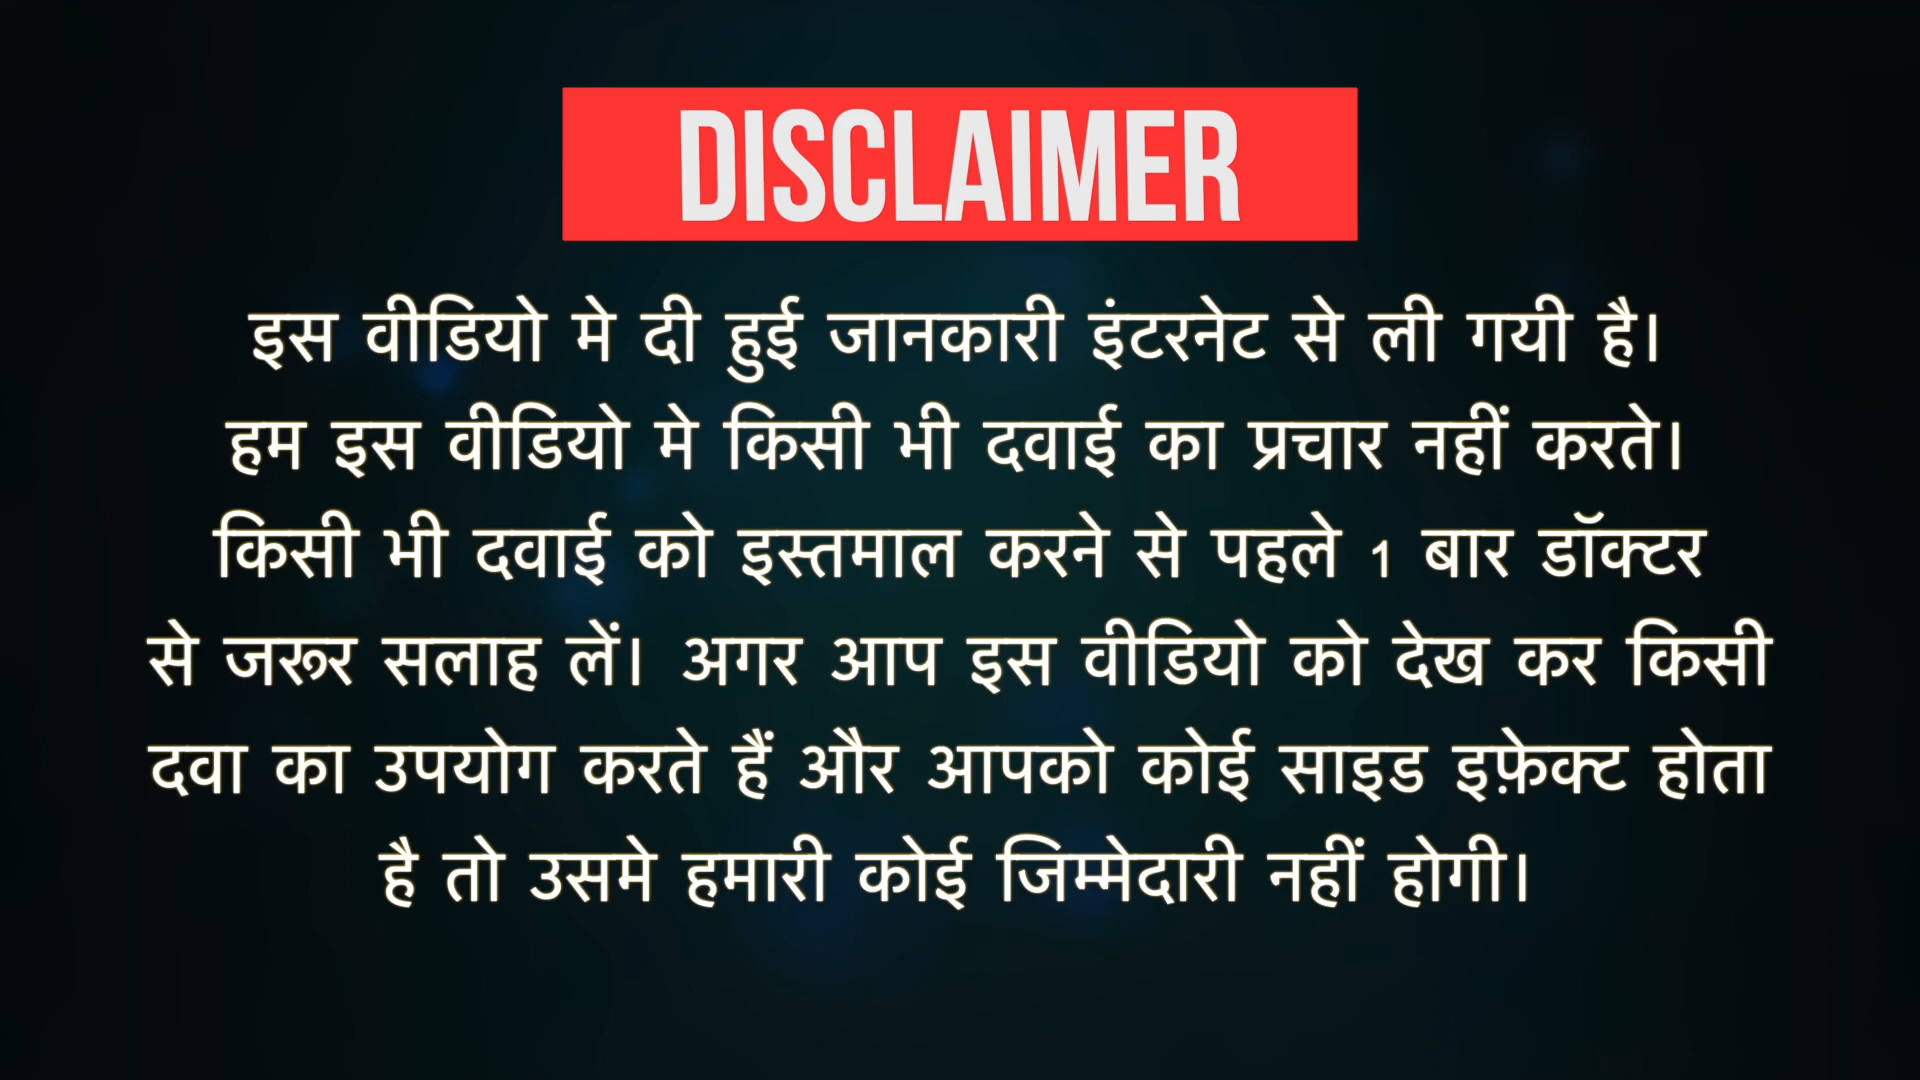 DISCLAIMER
इस वीडियो मे दी हुई जानकारी इंटरनेट से ली गयी है।
हम इस वीडियो मे किसी भी दवाई का प्रचार नहीं करते।
किसी भी दवाई को इस्तमाल करने से पहले 1 बार डॉक्टर
से जरूर सलाह लें। अगर आप इस वीडियो को देख कर किसी
दवा का उपयोग करते हैं और आपको कोई साइड इफ़ेक्ट होता
है तो उसमे हमारी कोई जिम्मेदारी नहीं होगी।